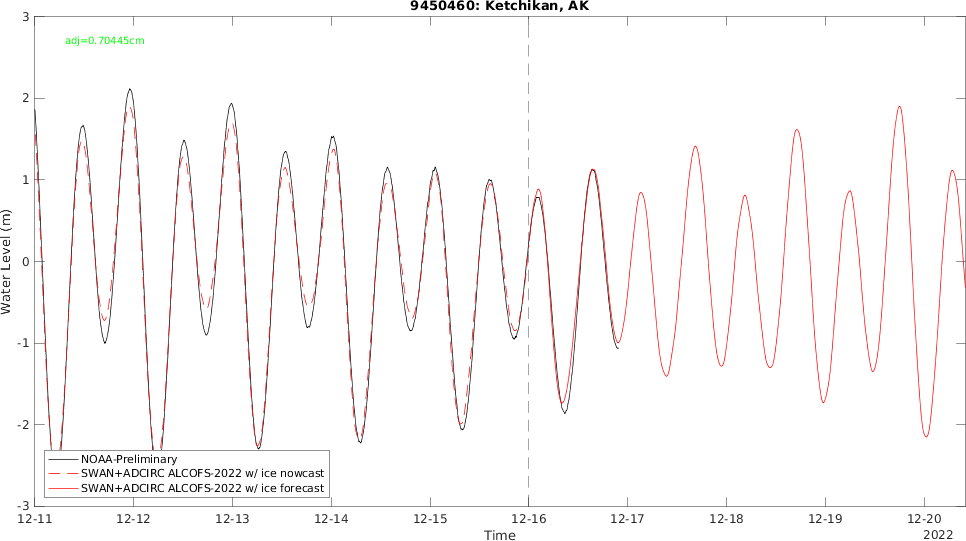 9450460: Ketchikan, AK
adj=0.70445cm
3
2
1
0
-1
-2
-3
Water Level (m)
NOAA-Preliminary
SWAN+ADCIRC ALCOFS-2022 w/ ice nowcast
SWAN+ADCIRC ALCOFS-2022 w/ ice forecast
12-11 12-12 12-13 12-14 12-15 12-16 12-17 12-18 12-19 12-20
Time
2022